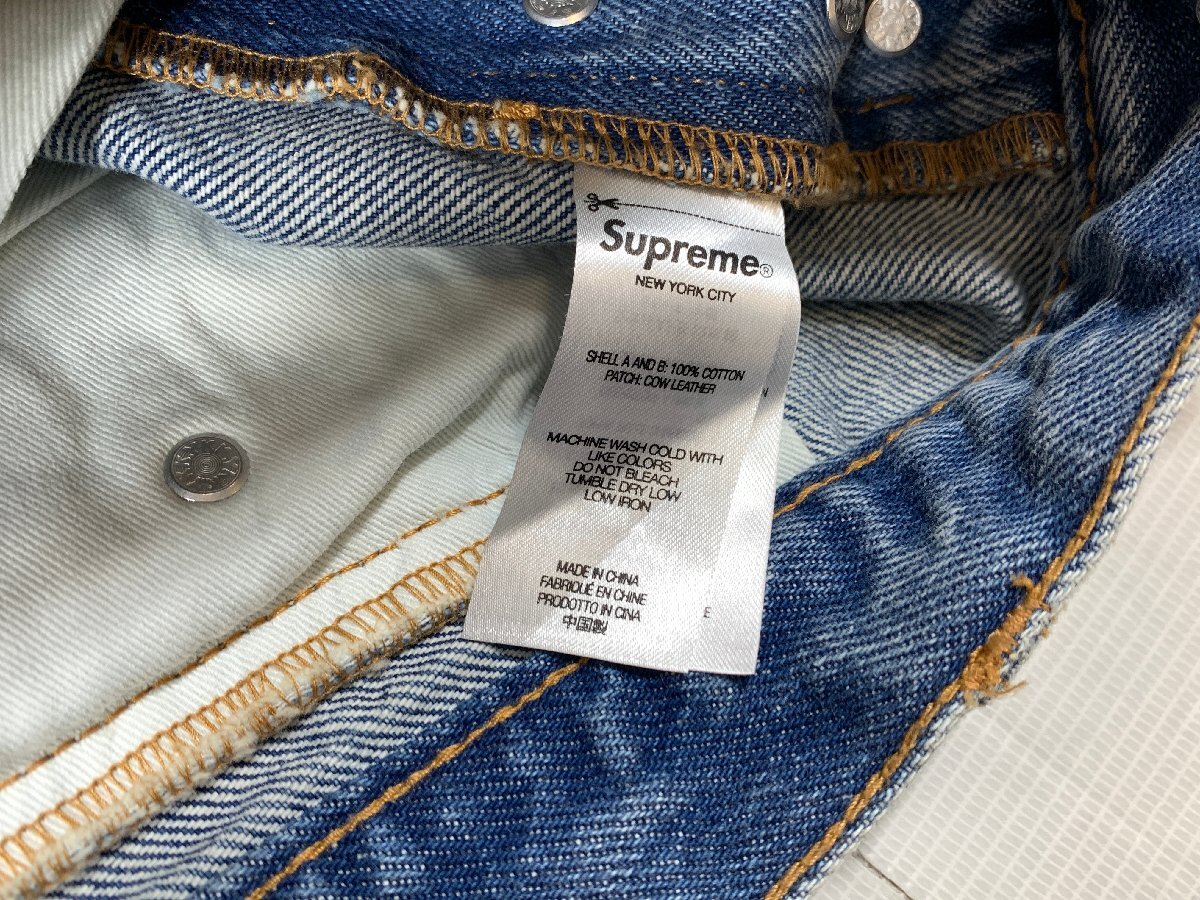 Supreme®
NEW YORK CITY
SHELL A AND B: 100% COTTON
PATCH: COW LEATHER
MACHINE WASH COLD WITH
LIKE COLORS
DO NOT BLEACH
TUMBLE DRY LOW
LOW IRON
MADE IN CHINA
FABRIQUÉ EN CHINE
PRODOTTO IN CINA
中国製
N
E